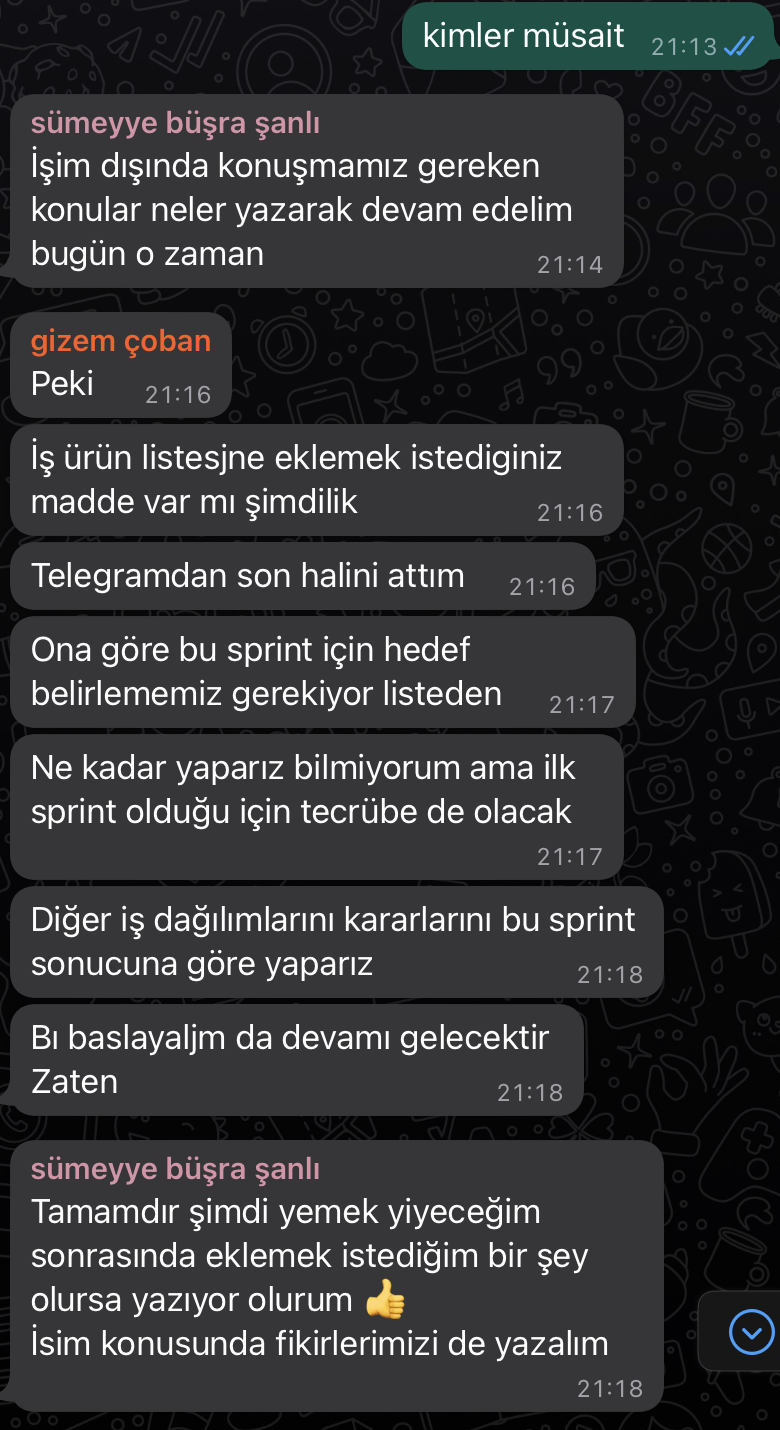 kimler müsait 21:13
sümeyye büşra şanlı
İşim dışında konuşmamız gereken
konular neler yazarak devam edelim
bugün o zaman 21:14
gizem çoban
Peki 21:16
İş ürün listesjne eklemek istediginiz
madde var mı şimdilik 21:16
Telegramdan son halini attım 21:16
Ona göre bu sprint için hedef
belirlememiz gerekiyor listeden 21:17
Ne kadar yaparız bilmiyorum ama ilk
sprint olduğu için tecrübe de olacak
21:17
Diğer iş dağılımlarını kararlarını bu sprint
sonucuna göre yaparız 21:18
Bı baslayaljm da devamı gelecektir
Zaten 21:18
sümeyye büşra şanlı
Tamamdır şimdi yemek yiyeceğim
sonrasında eklemek istediğim bir şey
olursa yazıyor olurum 👍
İsim konusunda fikirlerimizi de yazalım
21:18